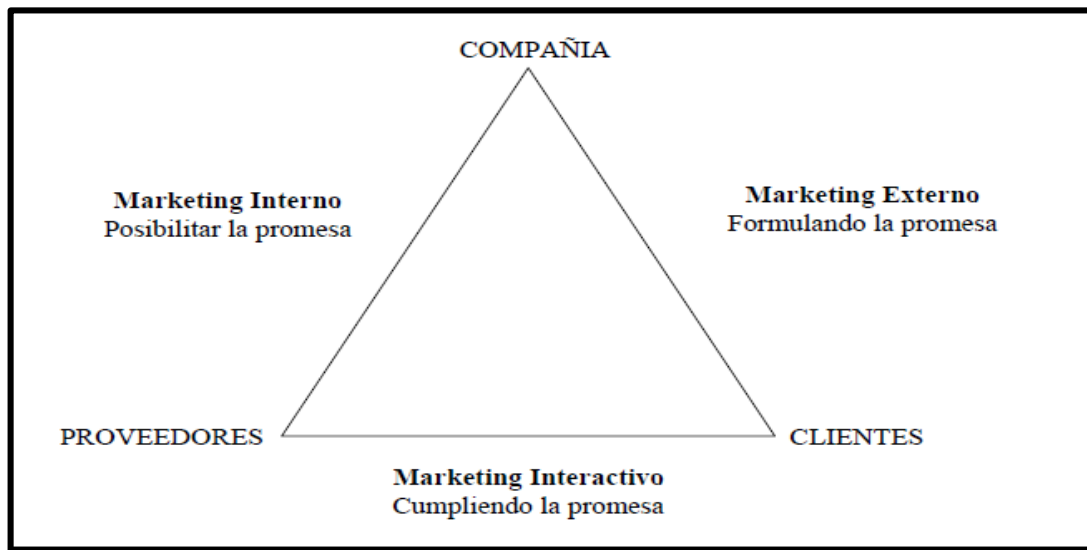 COMPAÑIA
Marketing Interno
Posibilitar la promesa
Marketing Externo
Formulando la promesa
PROVEEDORES
CLIENTES
Marketing Interactivo
Cumpliendo la promesa